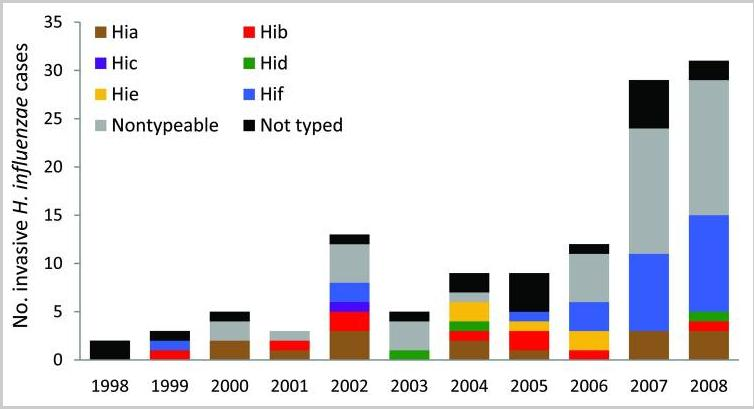 No. invasive H. influenzae cases
35
30
25
20
15
10
5
0
Hia Hib
Hic Hid
Hie Hif
Nontypeable Not typed
1998 1999 2000 2001 2002 2003 2004 2005 2006 2007 2008